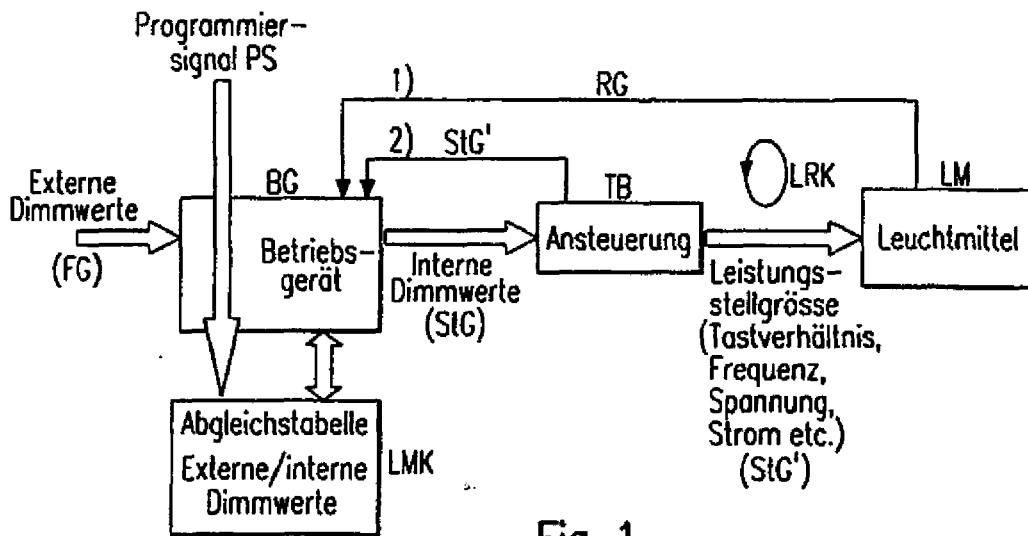 Programmier-
signal PS
1)
RG
2)
StG'
LRK
Externe
Dimmwerte
(FG)
BG
Betriebs-
gerät
Interne
Dimmwerte
(StG)
TB
Ansteuerung
LM
Leuchtmittel
Leistungs-
stellgrösse
(Tastverhältnis,
Frequenz,
Spannung,
Strom etc.)
(StG')
Abgleichstabelle
Externe/interne
Dimmwerte
LMK
Fig. 1